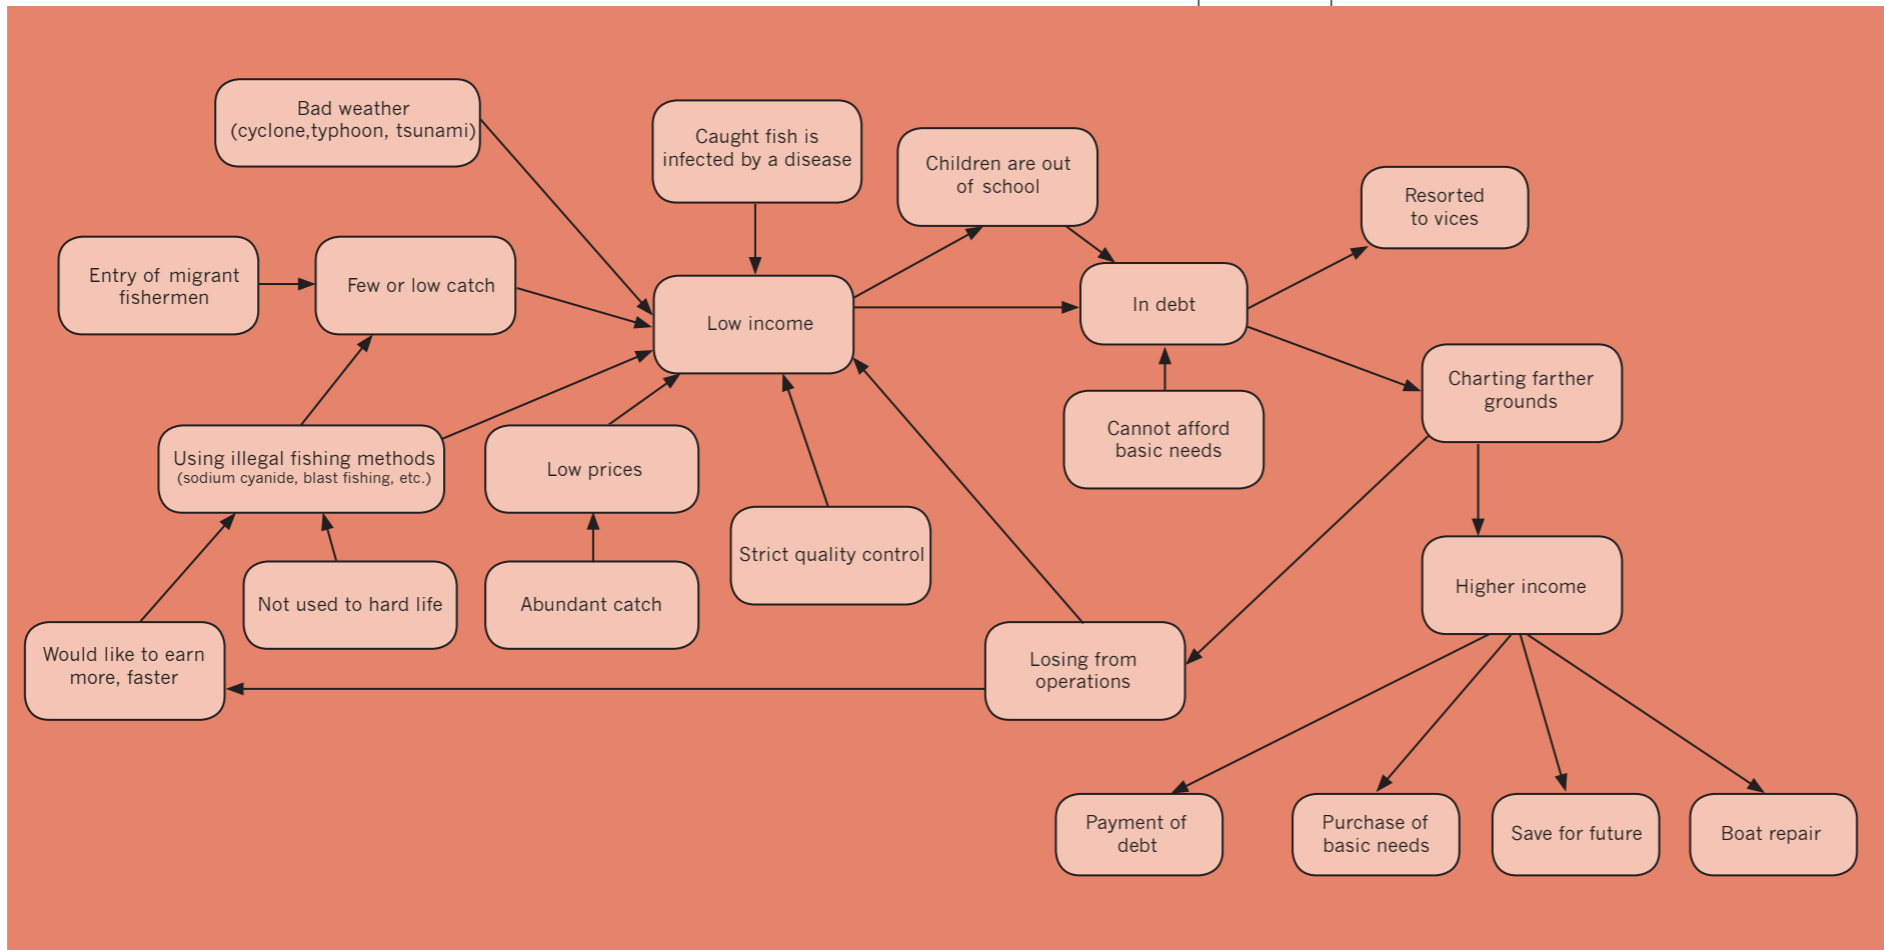 Bad weather
(cyclone,typhoon, tsunami)
Caught fish is
infected by a disease
Children are out
of school
Resorted
to vices
Entry of migrant
fishermen
Few or low catch
Low income
In debt
Charting farther
grounds
Cannot afford
basic needs
Using illegal fishing methods
(sodium cyanide, blast fishing, etc.)
Low prices
Strict quality control
Higher income
Not used to hard life
Abundant catch
Would like to earn
more, faster
Losing from
operations
Payment of
debt
Purchase of
basic needs
Save for future
Boat repair